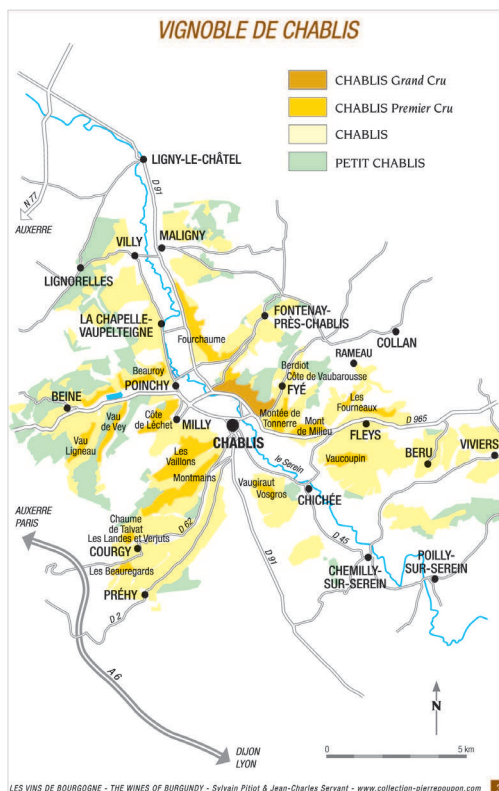 VIGNOBLE DE CHABLIS
CHABLIS Grand Cru
CHABLIS Premier Cru
CHABLIS
PETIT CHABLIS
LIGNY-LE-CHÂTEL
N 77
D 91
AUXERRE
MALIGNY
VILLY
LIGNORELLES
FONTENAY-
PRÈS-CHABLIS
LA CHAPELLE-
VAUPELTEIGNE
COLLAN
Fourchaume
RAMEAU
Berdiot
Côte de Vaubarousse
Beauroy
POINCHY
FYÉ
BEINE
Les
Fourneaux
Vau
de Vey
Côte
de Léchet
MILLY
Montée de
Tonnerre
Mont
de Milieu
D 965
CHABLIS
FLEYS
VIVIERS
Vau
Ligneau
Les
Vaillons
le Serein
Vaucoupin
BERU
Montmains
Vaugiraut
Vosgros
CHICHÉE
AUXERRE
PARIS
Chaume
de Talvat
Les Landes et Verjuts
D 62
COURGY
D 45
D 91
CHEMILLY-
SUR-SEREIN
POILLY-
SUR-SEREIN
Les Beauregards
PRÉHY
D 2
A 6
N
DIJON
LYON
0
5 km
LES VINS DE BOURGOGNE - THE WINES OF BURGUNDY - Sylvain Pitiot & Jean-Charles Servant - www.collection-pierrepoupon.com